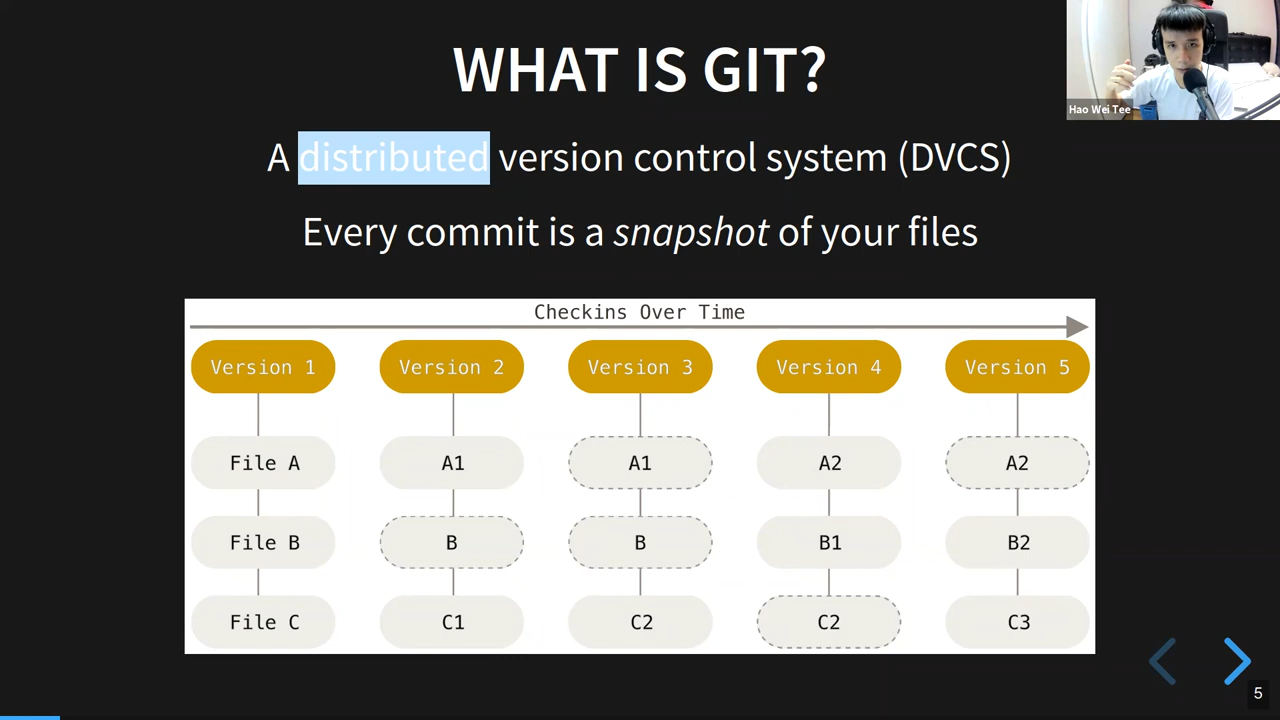 WHAT IS GIT?
Hao Wei Tee
A distributed version control system (DVCS)
Every commit is a snapshot of your files
Checkins Over Time
Version 1 Version 2 Version 3 Version 4 Version 5
File A A1 A1 A2 A2
File B B B B1 B2
File C C1 C2 C2 C3
5